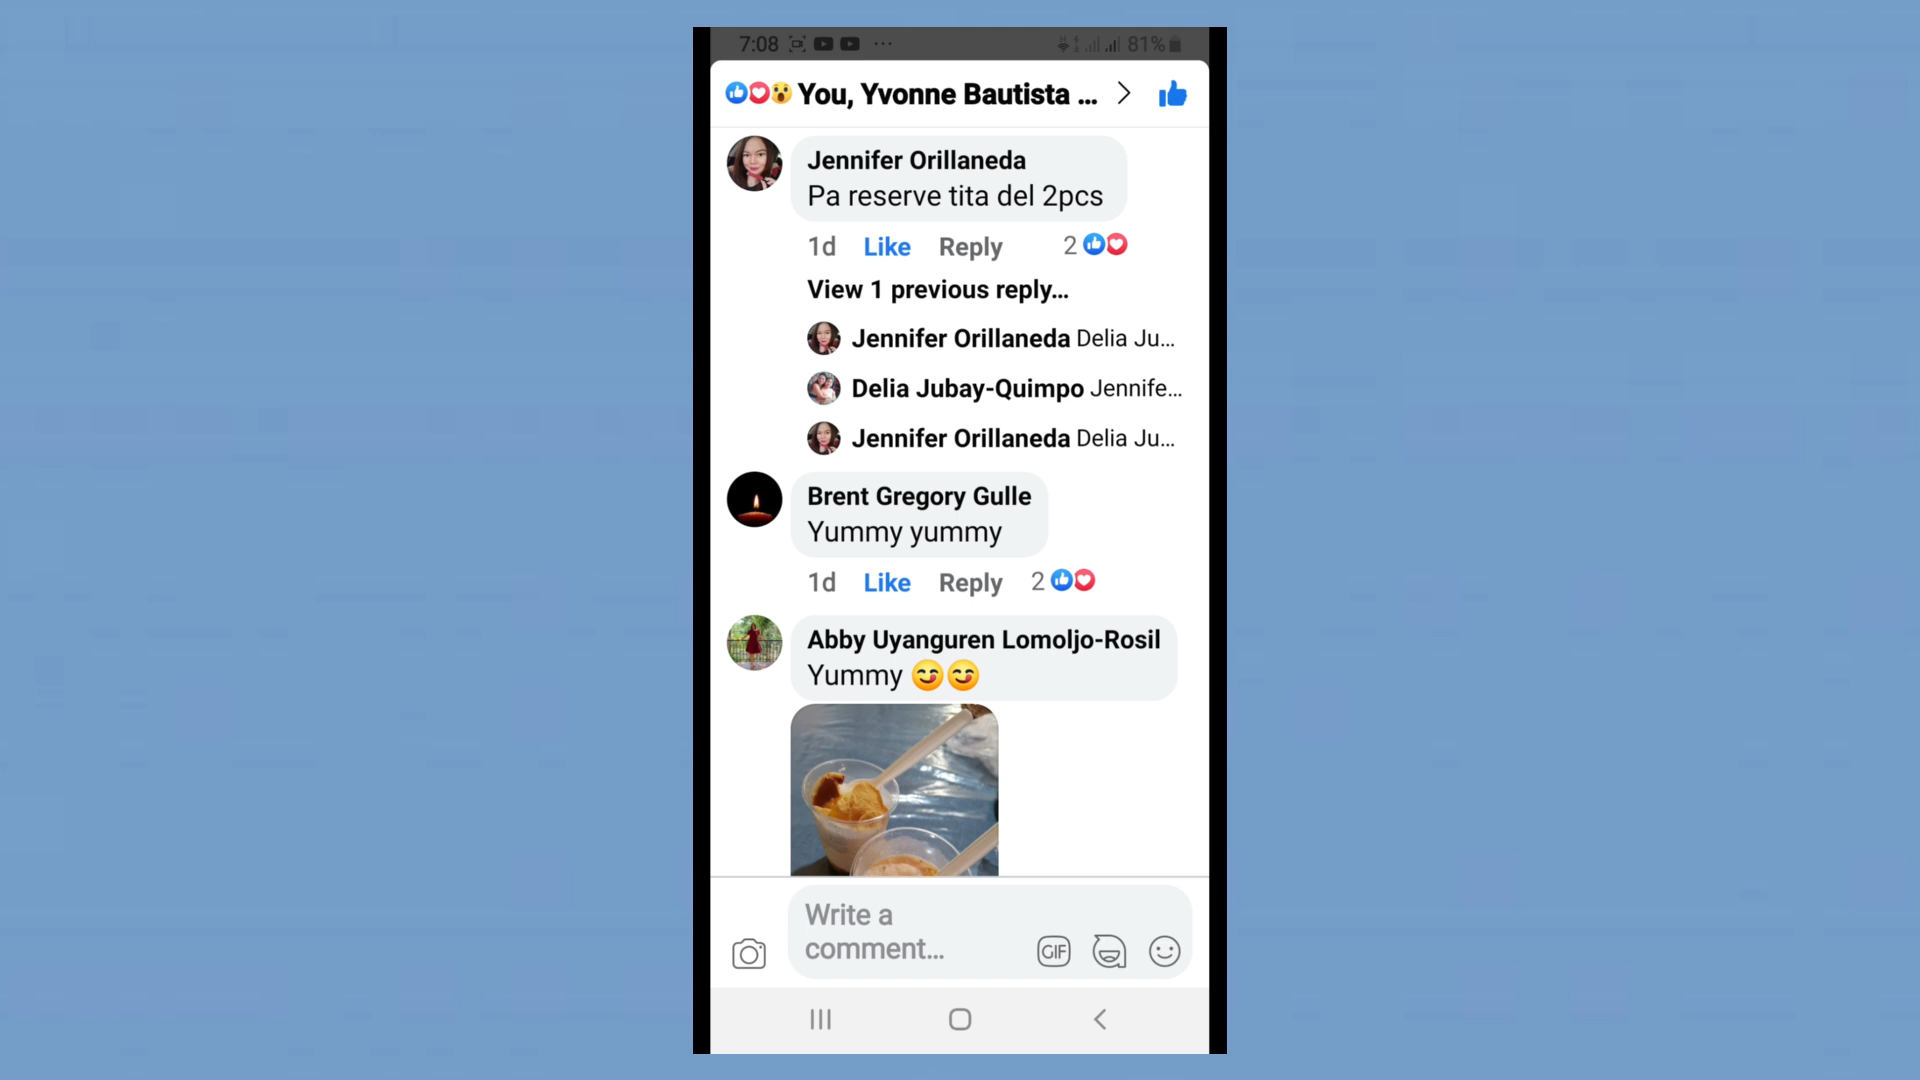 7:08 ... 81%
You, Yvonne Bautista ...
Jennifer Orillaneda
Pa reserve tita del 2pcs
1d Like Reply 2
View 1 previous reply...
Jennifer Orillaneda Delia Ju...
Delia Jubay-Quimpo Jennife...
Jennifer Orillaneda Delia Ju...
Brent Gregory Gulle
Yummy yummy
1d Like Reply 2
Abby Uyanguren Lomoljo-Rosil
Yummy 😋😋
Write a
comment...
GIF